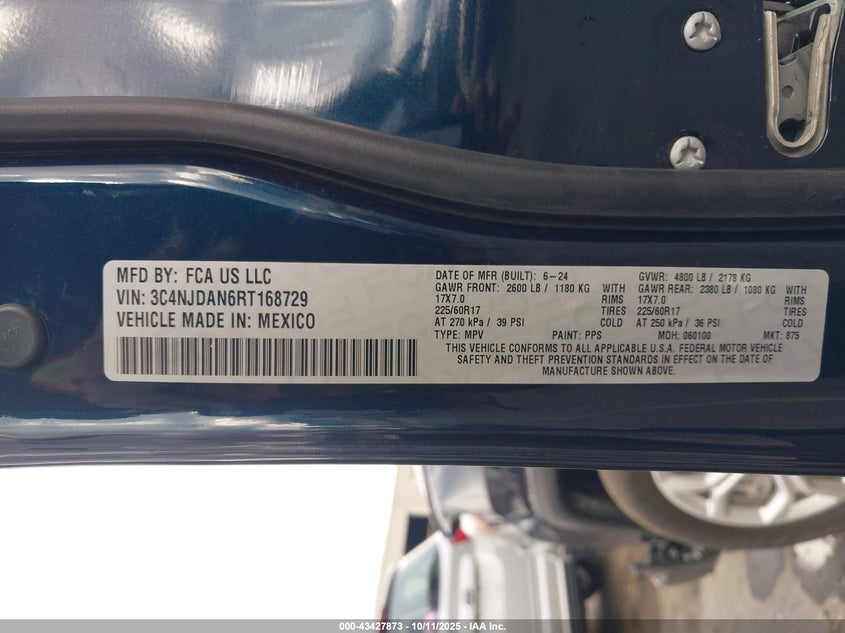 MFD BY: FCA US LLC
VIN: 3C4NJDAN6RT168729
VEHICLE MADE IN: MEXICO
DATE OF MFR (BUILT): 6-24 GVWR: 4800 LB / 2178 KG
GAWR FRONT: 2600 LB / 1180 KG WITH GAWR REAR: 2380 LB / 1080 KG WITH
17X7.0 TIRES 17X7.0 TIRES
225/60R17 225/60R17
AT 270 kPa / 39 PSI COLD AT 250 kPa / 36 PSI COLD
TYPE: MPV PAINT: PPS MDH: 060100 MKT: 875
THIS VEHICLE CONFORMS TO ALL APPLICABLE U.S.A. FEDERAL MOTOR VEHICLE
SAFETY AND THEFT PREVENTION STANDARDS IN EFFECT ON THE DATE OF
MANUFACTURE SHOWN ABOVE.
000-43427873 - 10/11/2025 - IAA Inc.